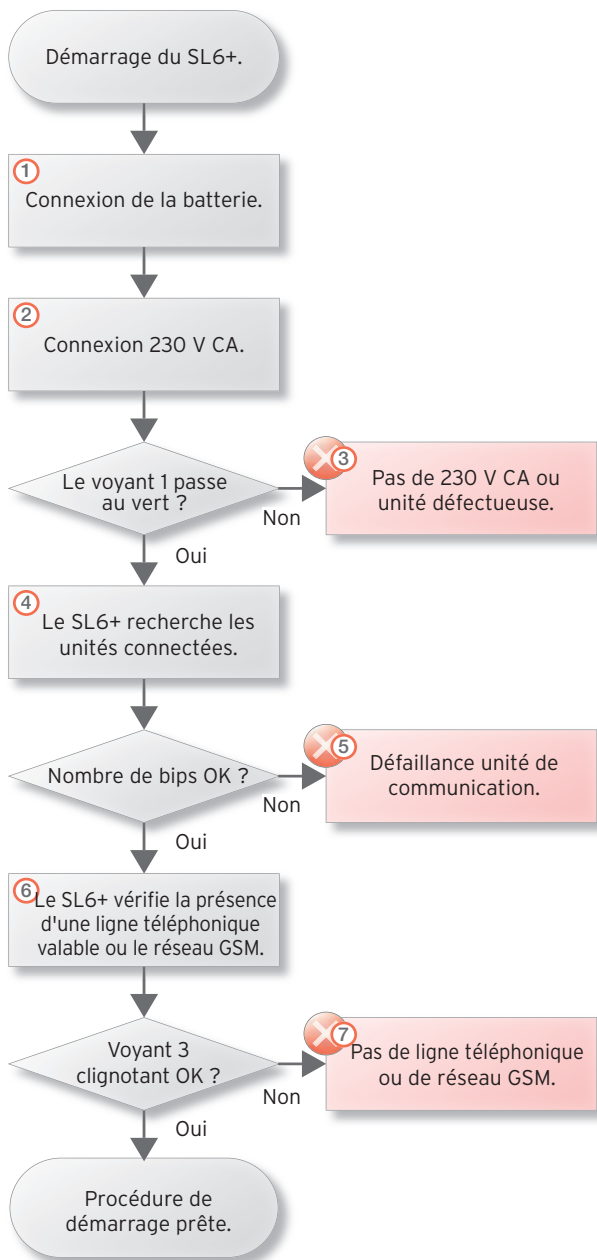 Démarrage du SL6+.
1
Connexion de la batterie.
2
Connexion 230 V CA.
Le voyant 1 passe
au vert ?
Non
3
Pas de 230 V CA ou
unité défectueuse.
Oui
4
Le SL6+ recherche les
unités connectées.
Nombre de bips OK ?
Non
5
Défaillance unité de
communication.
Oui
6
Le SL6+ vérifie la présence
d'une ligne téléphonique
valable ou le réseau GSM.
Voyant 3
clignotant OK ?
Non
7
Pas de ligne téléphonique
ou de réseau GSM.
Oui
Procédure de
démarrage prête.